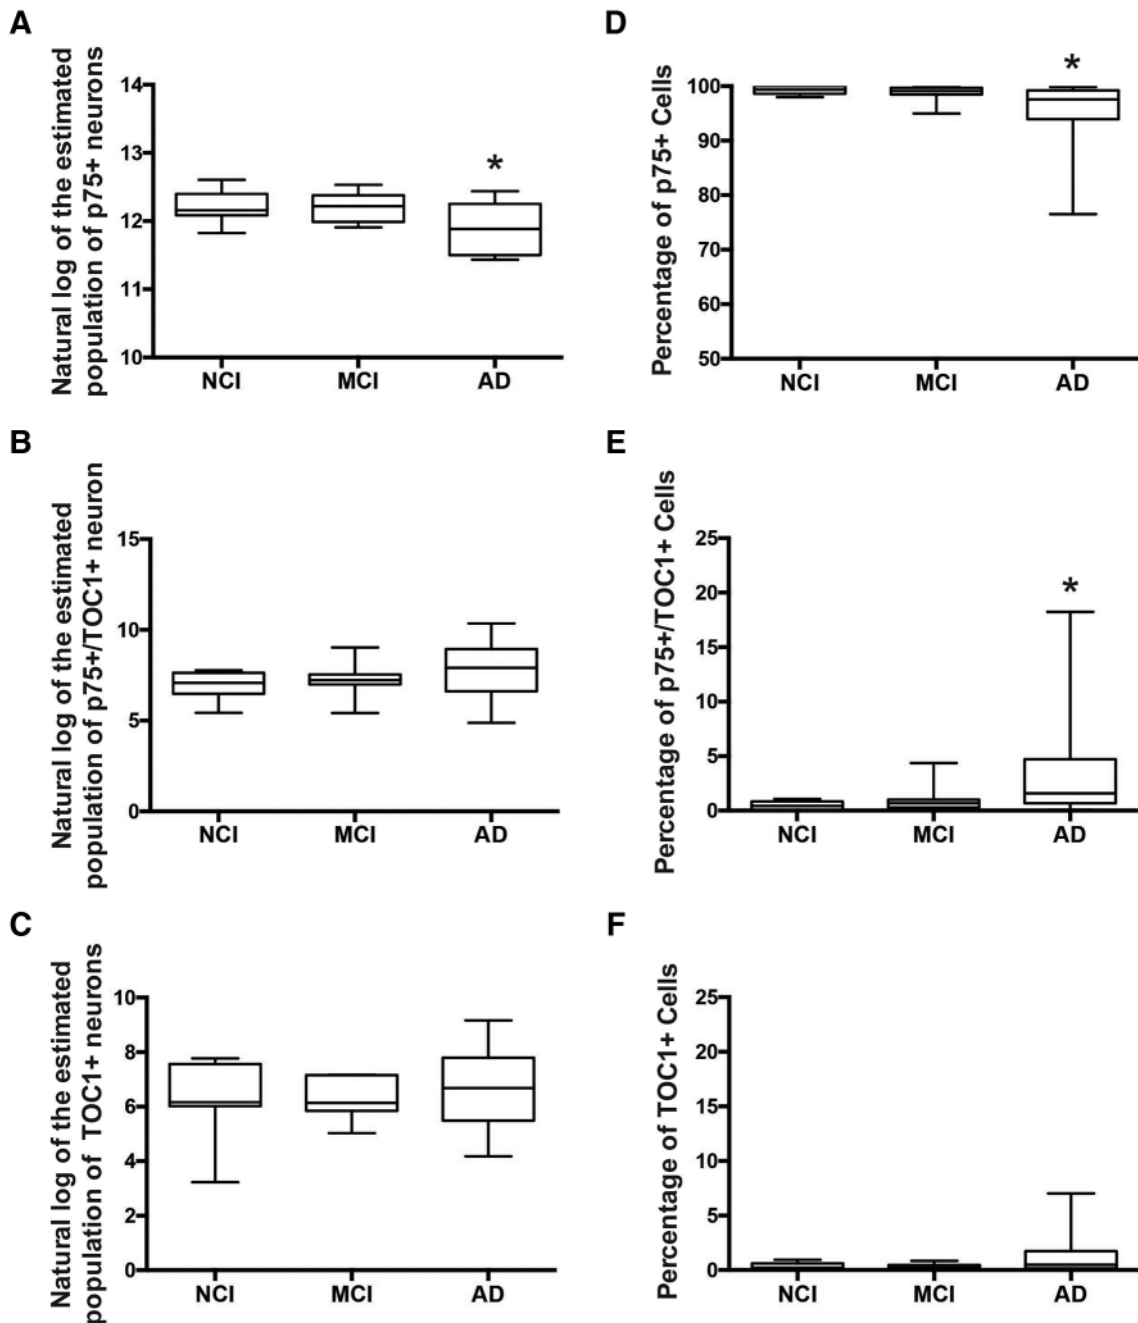 A
Natural log of the estimated
population of p75+ neurons
14
13
12
11
10
*
NCI MCI AD
D
Percentage of p75+ Cells
100
90
80
70
60
50
*
NCI MCI AD
B
Natural log of the estimated
population of p75+/TOC1+ neuron
15
10
5
0
NCI MCI AD
E
Percentage of p75+/TOC1+ Cells
25
20
15
10
5
0
*
NCI MCI AD
C
Natural log of the estimated
population of TOC1+ neurons
10
8
6
4
2
0
NCI MCI AD
F
Percentage of TOC1+ Cells
25
20
15
10
5
0
NCI MCI AD